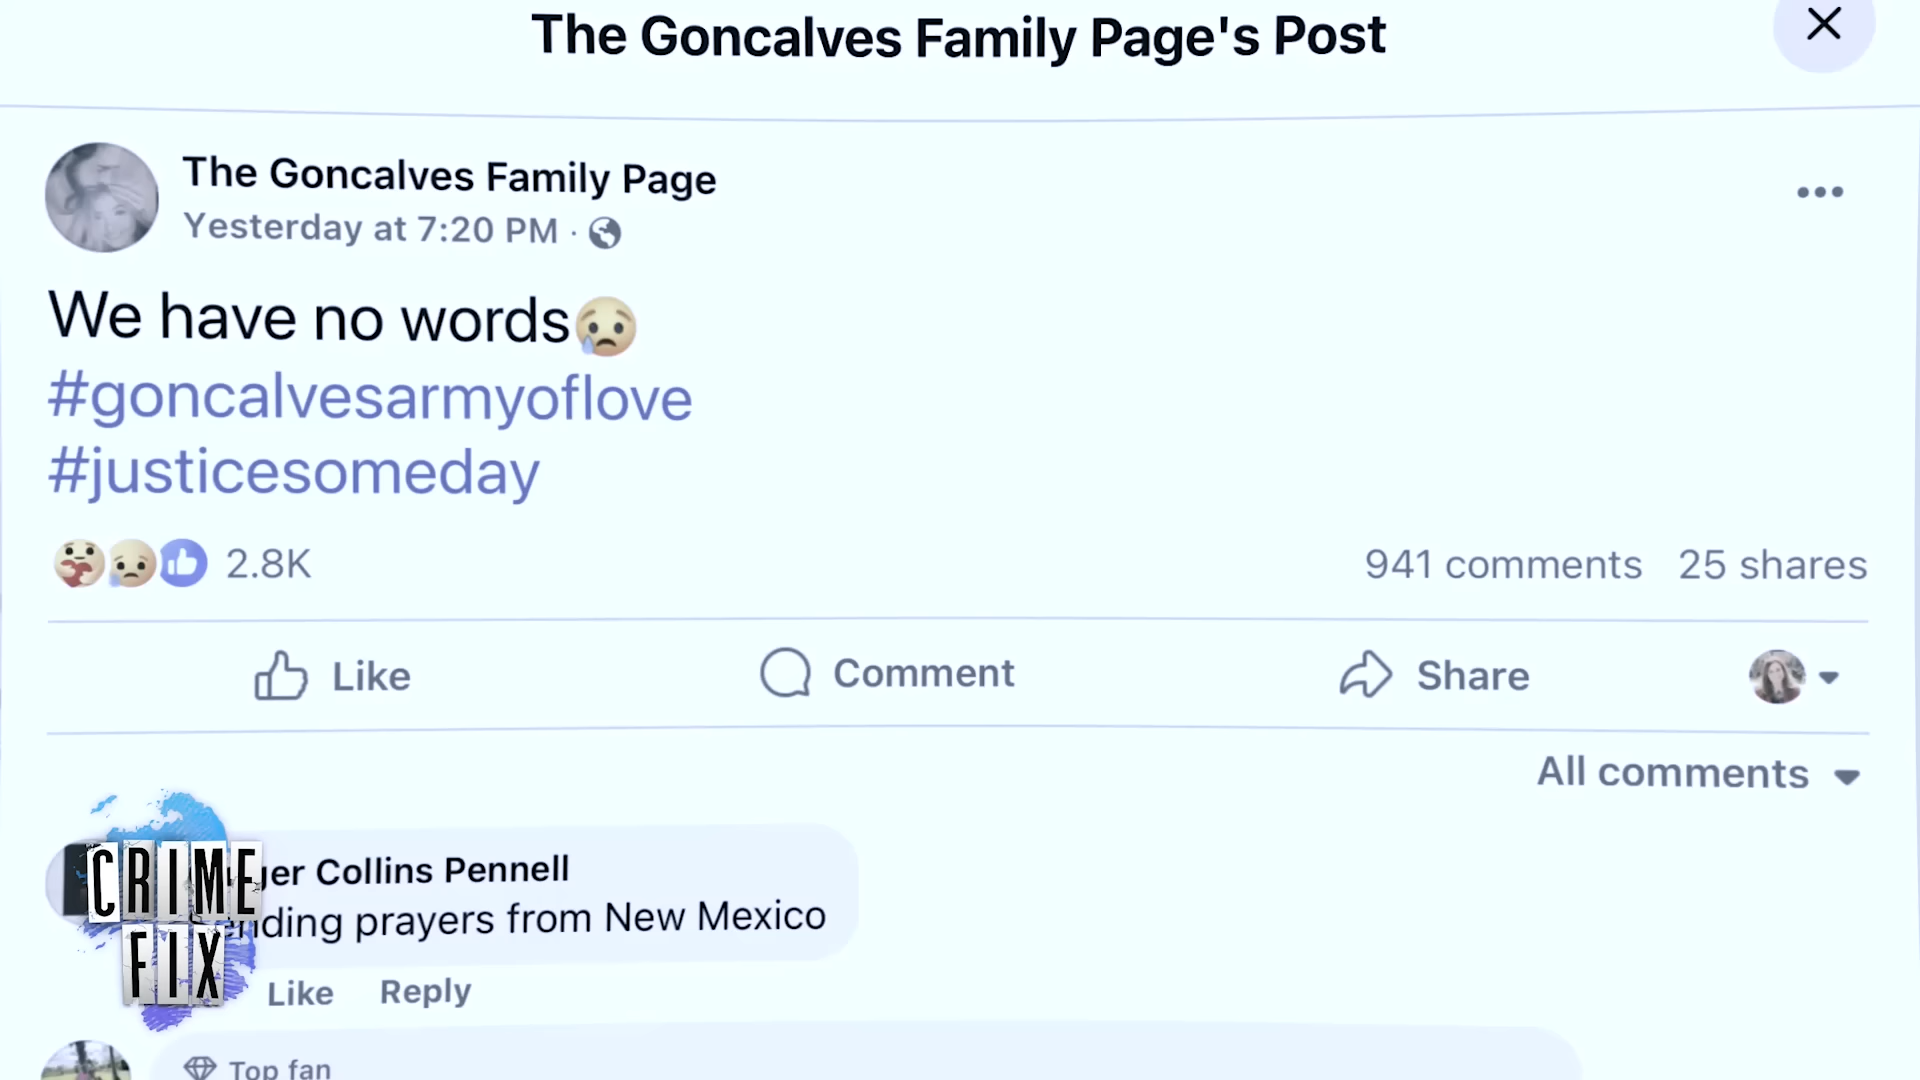 The Goncalves Family Page's Post
The Goncalves Family Page
Yesterday at 7:20 PM ·
We have no words
#goncalvesarmyoflove
#justicesomeday
2.8K 941 comments 25 shares
Like Comment Share
All comments
Collins Pennell
prayers from New Mexico
Like Reply
Top fan
CRIME
FIX